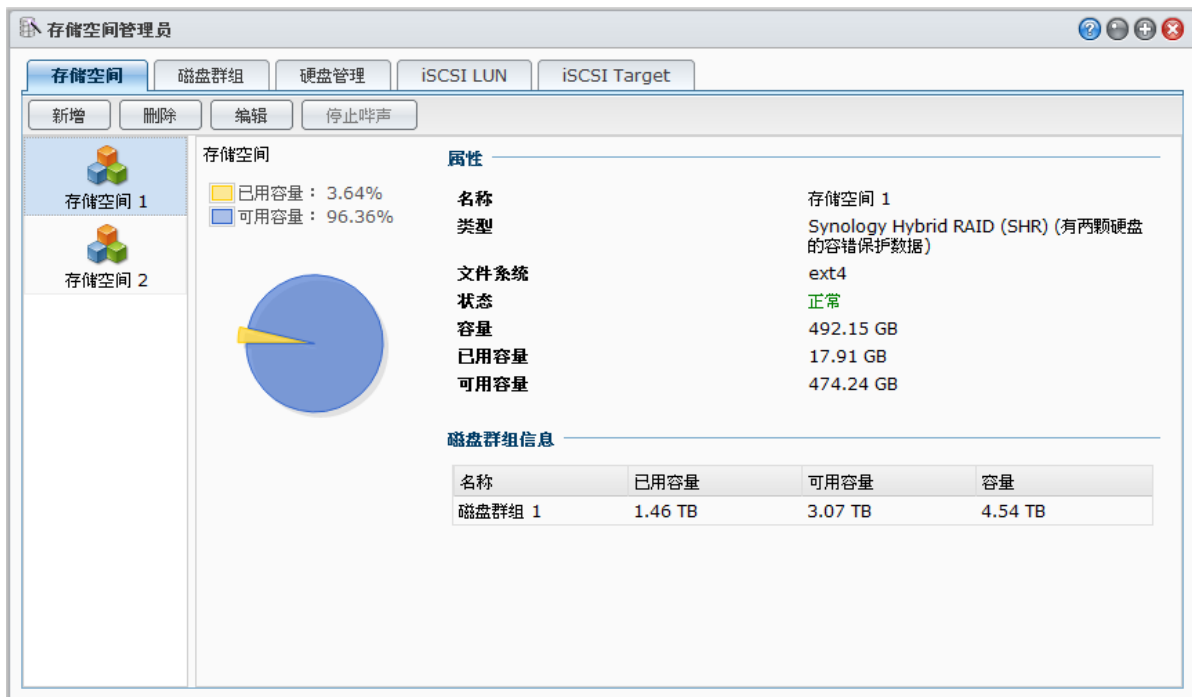 存储空间管理员
存储空间 磁盘群组 硬盘管理 iSCSI LUN iSCSI Target
新增 删除 编辑 停止哔声
存储空间 1
存储空间 2
存储空间
已用容量： 3.64%
可用容量： 96.36%
属性
名称 存储空间 1
类型 Synology Hybrid RAID (SHR) (有两颗硬盘
的容错保护数据)
文件系统 ext4
状态 正常
容量 492.15 GB
已用容量 17.91 GB
可用容量 474.24 GB
磁盘群组信息
名称 已用容量 可用容量 容量
磁盘群组 1 1.46 TB 3.07 TB 4.54 TB